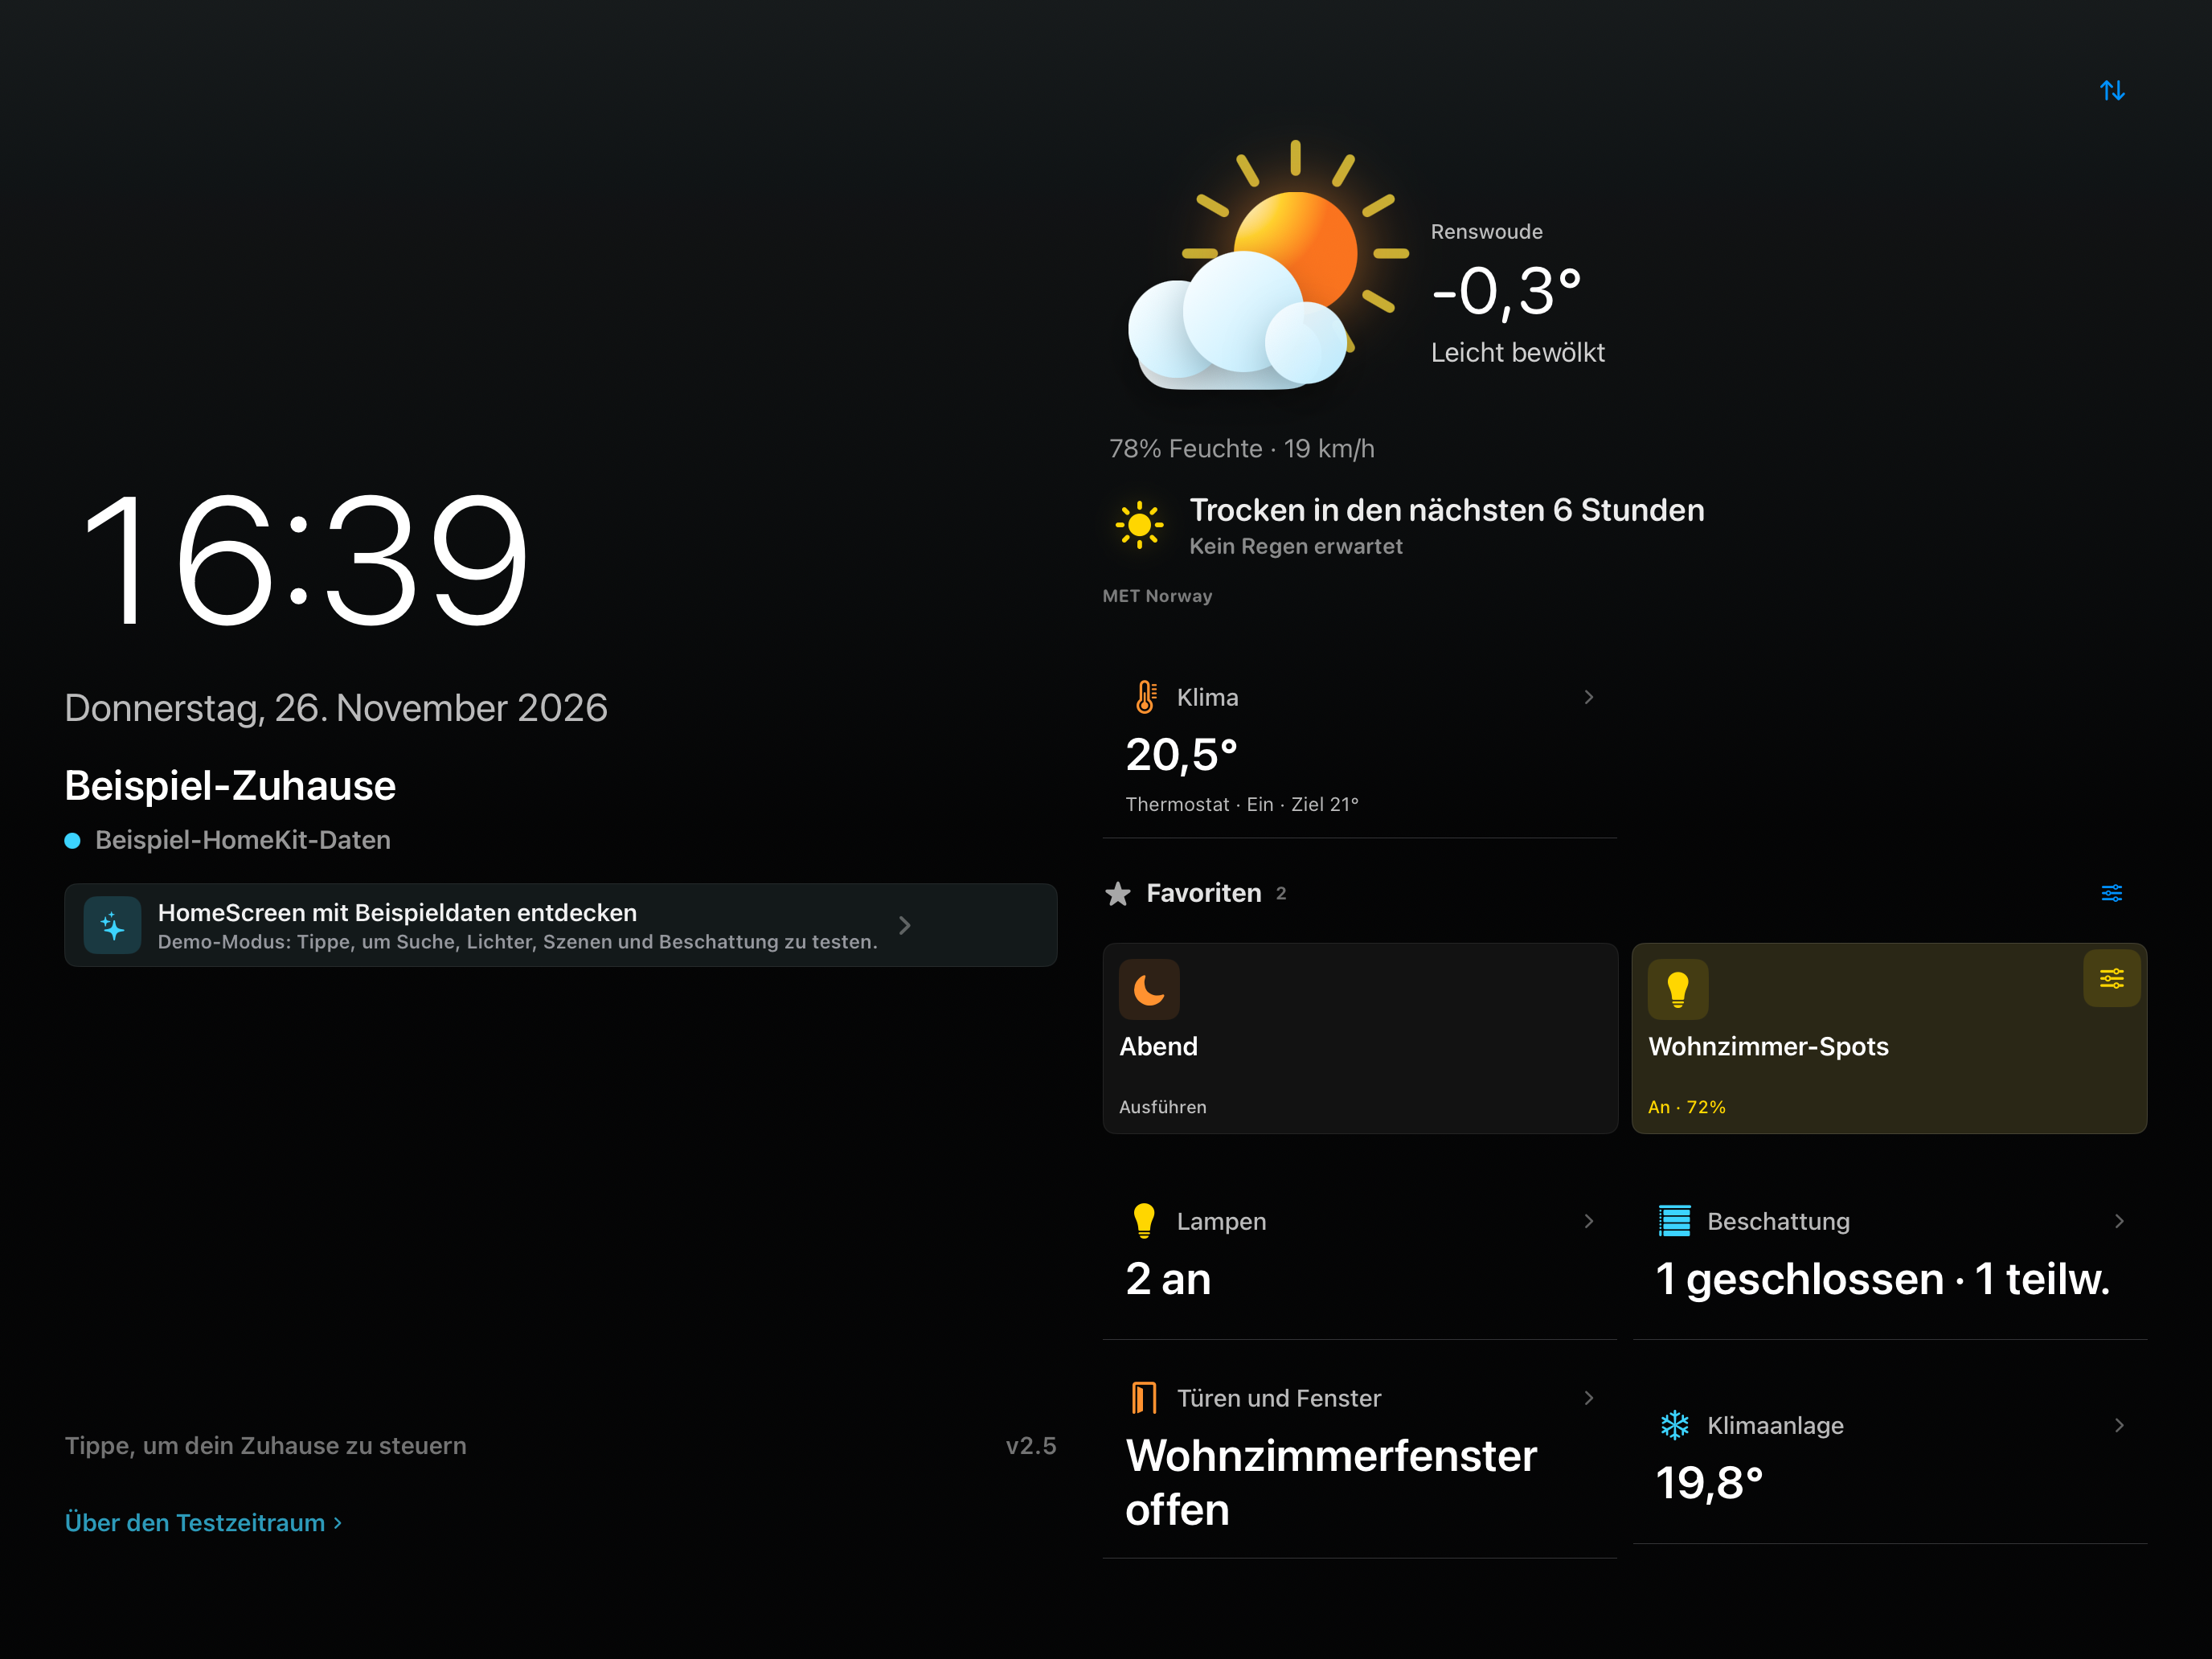 16:39
Donnerstag, 26. November 2026
Beispiel-Zuhause
Beispiel-HomeKit-Daten
HomeScreen mit Beispieldaten entdecken
Demo-Modus: Tippe, um Suche, Lichter, Szenen und Beschattung zu testen.
Tippe, um dein Zuhause zu steuern
v2.5
Über den Testzeitraum
Renswoude
-0,3°
Leicht bewölkt
78% Feuchte · 19 km/h
Trocken in den nächsten 6 Stunden
Kein Regen erwartet
MET Norway
Klima
20,5°
Thermostat · Ein · Ziel 21°
Favoriten 2
Abend
Ausführen
Wohnzimmer-Spots
An · 72%
Lampen
2 an
Beschattung
1 geschlossen · 1 teilw.
Türen und Fenster
Wohnzimmerfenster
offen
Klimaanlage
19,8°